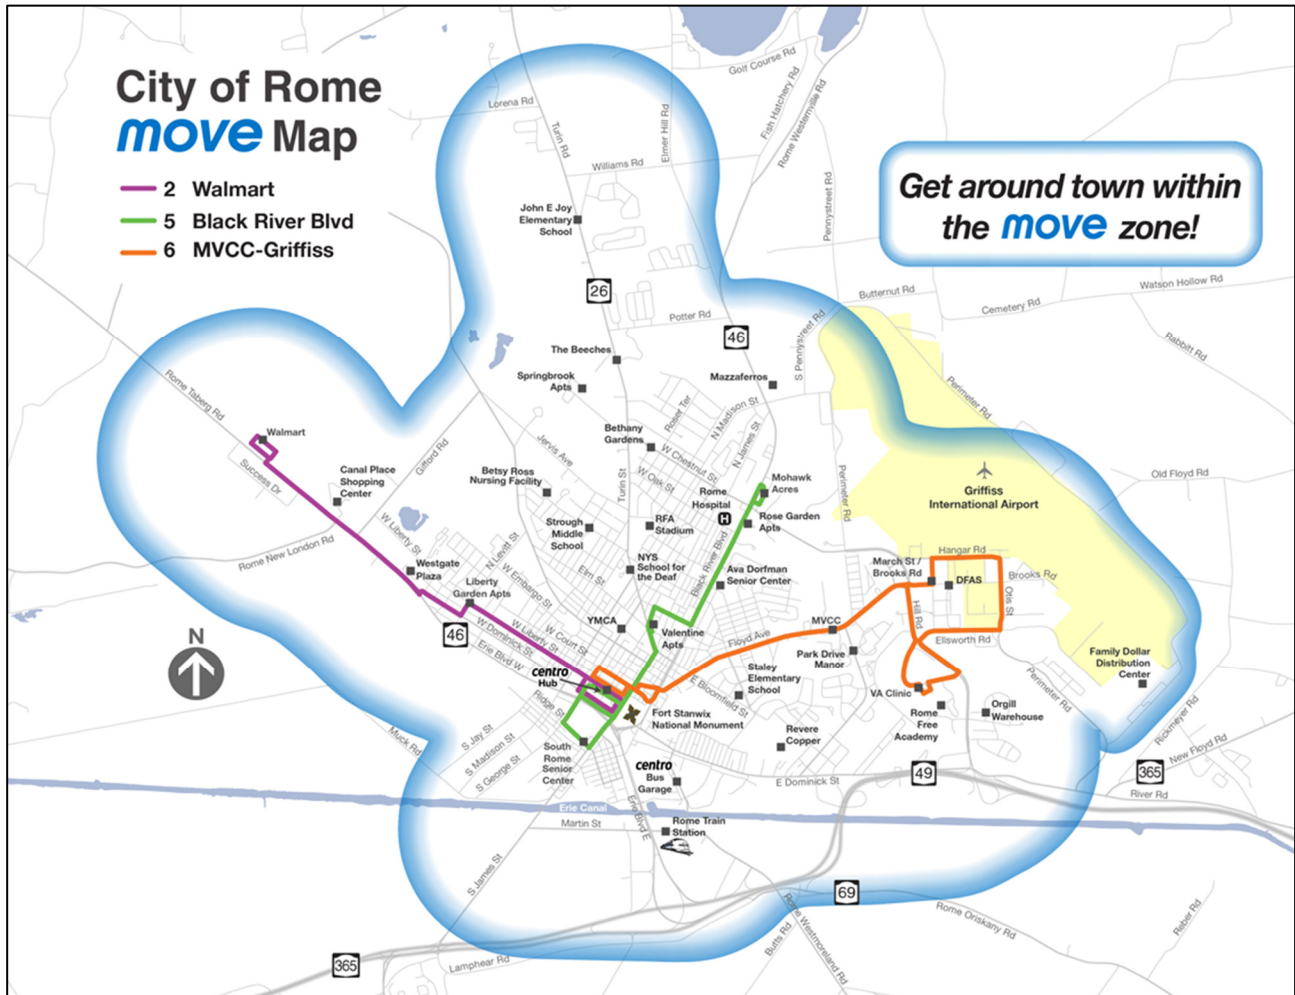 City of Rome
move Map
2 Walmart
5 Black River Blvd
6 MVCC-Griffiss
Get around town within
the move zone!
Golf Course Rd
Fish Hatchery Rd
Rome Westernville Rd
Elmer Hill Rd
Lorena Rd
Turin Rd
Williams Rd
Pennystreet Rd
John E Joy
Elementary
School
26
Butternut Rd
Cemetery Rd
Watson Hollow Rd
Potter Rd
46
S Pennystreet Rd
Rabbitt Rd
The Beeches
Springbrook
Apts
Mazzaferros
Perimeter Rd
Rome Taberg Rd
Roser Ter
N Madison St
N James St
Bethany
Gardens
Walmart
Success Dr
Gifford Rd
Jervis Ave
W Chestnut St
W Oak St
Turin St
Canal Place
Shopping
Center
Betsy Ross
Nursing Facility
Rome
Hospital
H
Mohawk
Acres
Rose Garden
Apts
Perimeter Rd
Griffiss
International Airport
Old Floyd Rd
W Liberty St
N Levitt St
Strough
Middle
School
RFA
Stadium
Black River Blvd
Rome New London Rd
Westgate
Plaza
Liberty
Garden Apts
W Embargo St
Elm St
NYS
School for
the Deaf
Ava Dorfman
Senior Center
March St /
Brooks Rd
Hangar Rd
DFAS
Brooks Rd
Otis St
Hill Rd
Ellsworth Rd
46
W Dominick St
W Liberty St
W Court St
Erie Blvd W
YMCA
Valentine
Apts
Floyd Ave
MVCC
Park Drive
Manor
Family Dollar
Distribution
Center
N
centro
Hub
Ridge St
E Bloomfield St
Staley
Elementary
School
VA Clinic
Perimeter Rd
Rome
Free
Academy
Orgill
Warehouse
Rickmeyer Rd
Fort Stanwix
National Monument
Muck Rd
S Jay St
S Madison St
S George St
South
Rome
Senior
Center
centro
Bus
Garage
Revere
Copper
New Floyd Rd
E Dominick St
49
365
River Rd
Erie Canal
Martin St
Erie Blvd E
Rome Train
Station
S James St
69
Rome Oriskany Rd
Rome Westmoreland Rd
Butts Rd
Reber Rd
365
Lamphear Rd